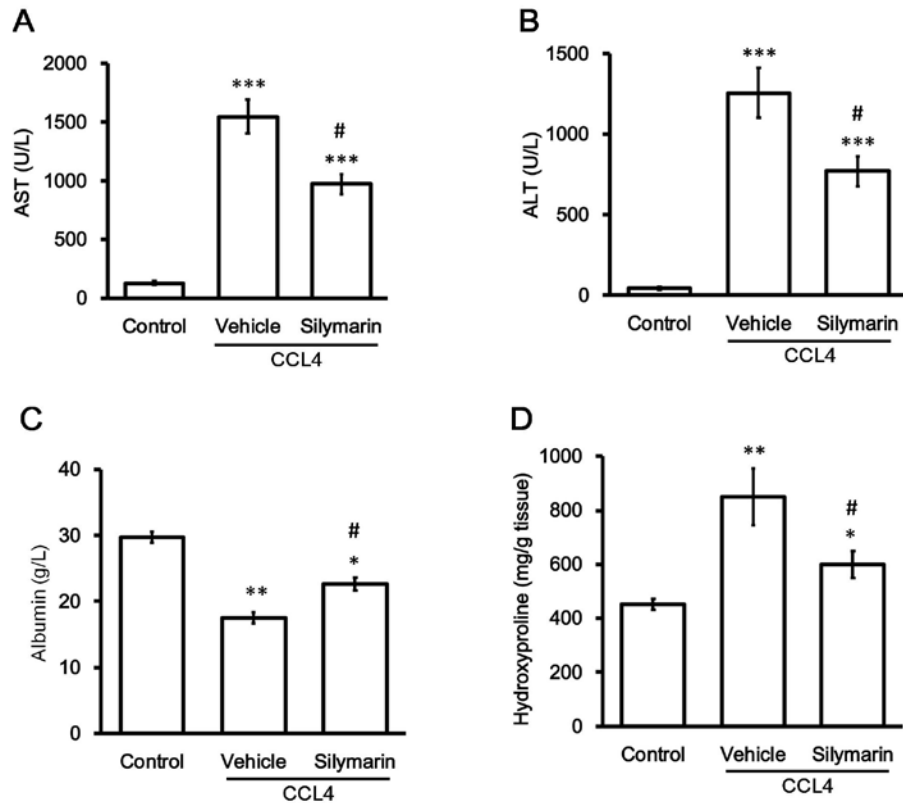 A
AST (U/L)
2000
1500
1000
500
0
***
#
***
Control
Vehicle
Silymarin
CCL4
B
ALT (U/L)
1500
1000
500
0
***
#
***
Control
Vehicle
Silymarin
CCL4
C
Albumin (g/L)
40
30
20
10
0
**
#
*
Control
Vehicle
Silymarin
CCL4
D
Hydroxyproline (mg/g tissue)
1000
800
600
400
200
0
**
#
*
Control
Vehicle
Silymarin
CCL4